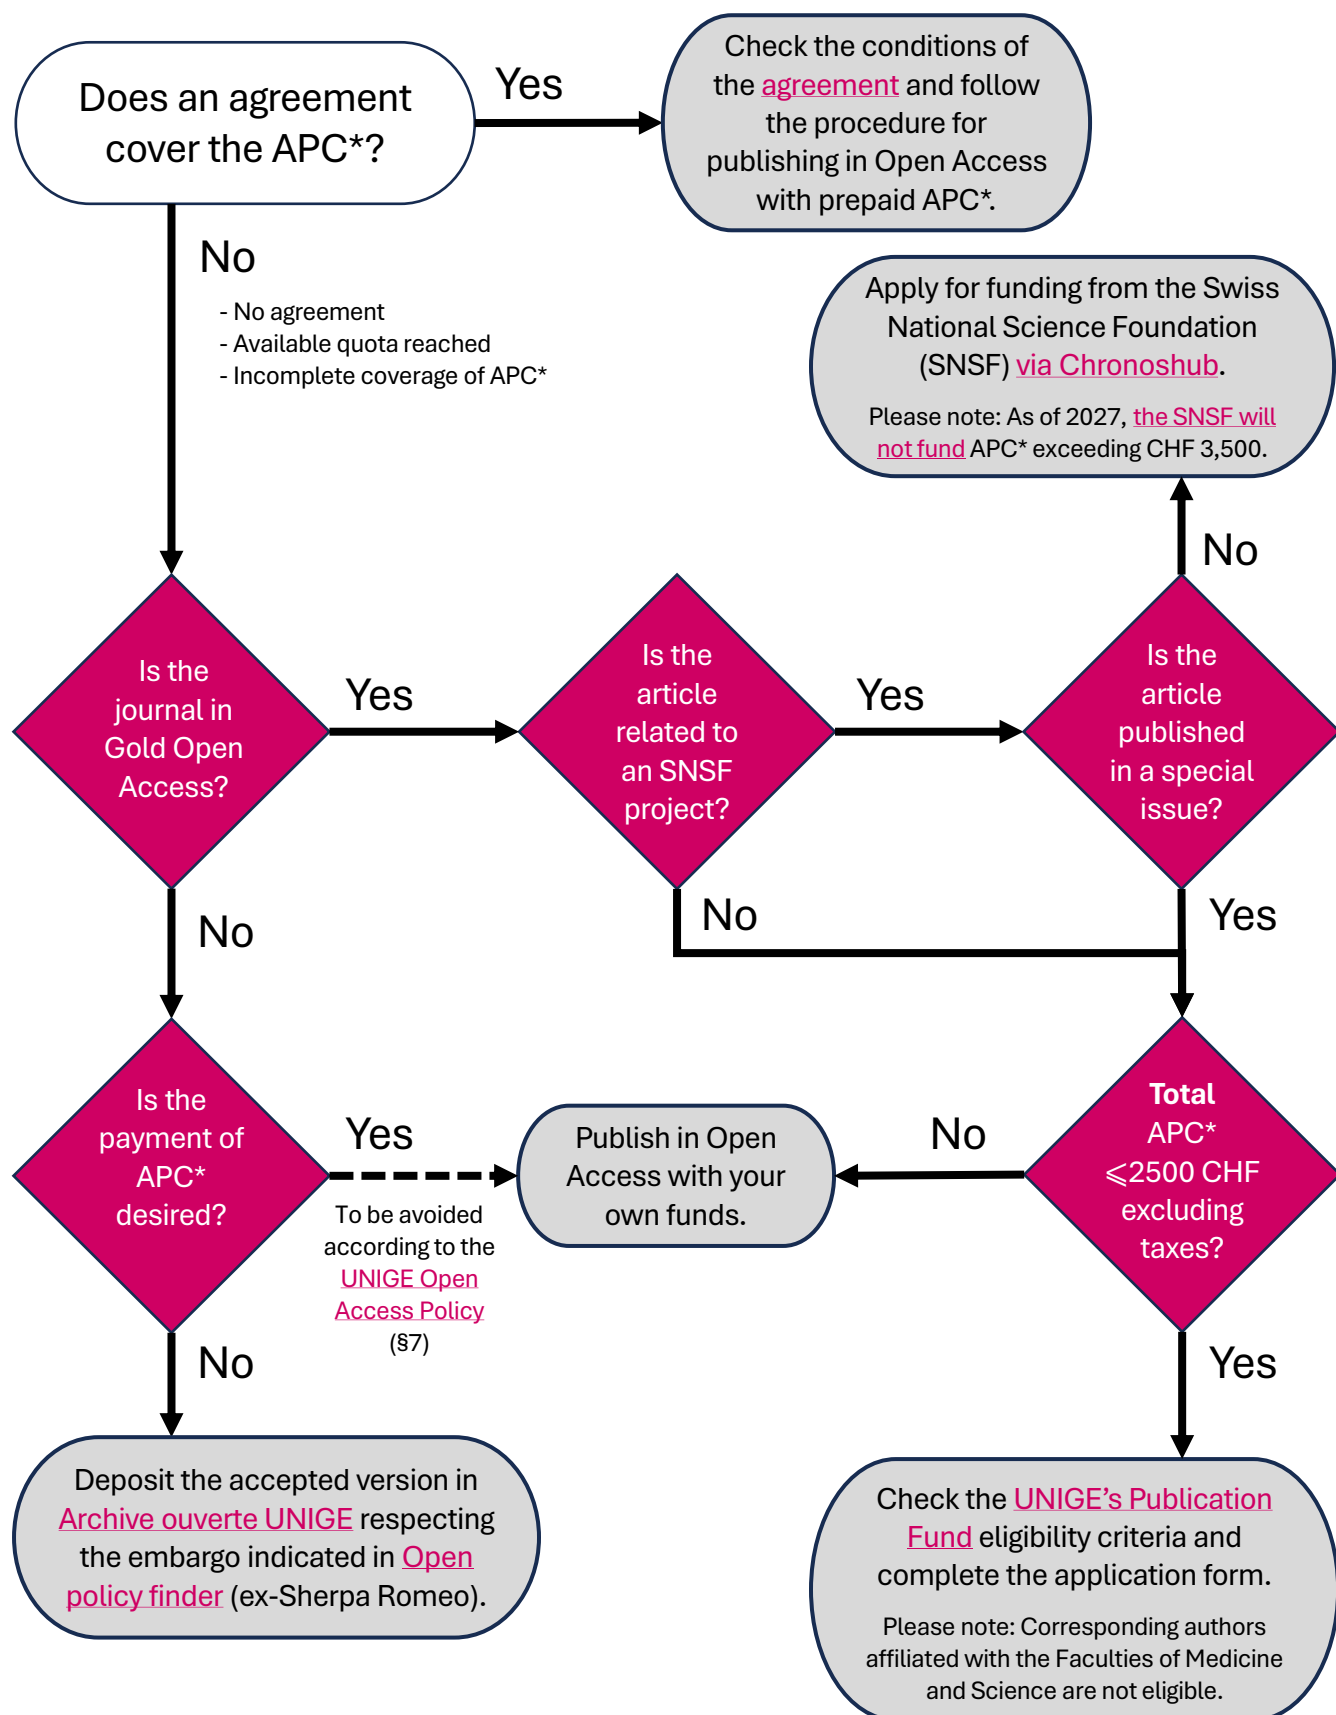 Does an agreement
cover the APC*?
Yes
Check the conditions of
the agreement and follow
the procedure for
publishing in Open Access
with prepaid APC*.
No
- No agreement
- Available quota reached
- Incomplete coverage of APC*
Apply for funding from the Swiss
National Science Foundation
(SNSF) via Chronoshub.
Please note: As of 2027, the SNSF will
not fund APC* exceeding CHF 3,500.
No
Is the
journal in
Gold Open
Access?
Yes
Is the
article
related to
an SNSF
project?
Yes
Is the
article
published
in a special
issue?
No
No
Yes
Is the
payment of
APC*
desired?
Yes
To be avoided
according to the
UNIGE Open
Access Policy
(§7)
Publish in Open
Access with your
own funds.
No
Total
APC*
⩽2500 CHF
excluding
taxes?
No
Yes
Deposit the accepted version in
Archive ouverte UNIGE respecting
the embargo indicated in Open
policy finder (ex-Sherpa Romeo).
Check the UNIGE’s Publication
Fund eligibility criteria and
complete the application form.
Please note: Corresponding authors
affiliated with the Faculties of Medicine
and Science are not eligible.